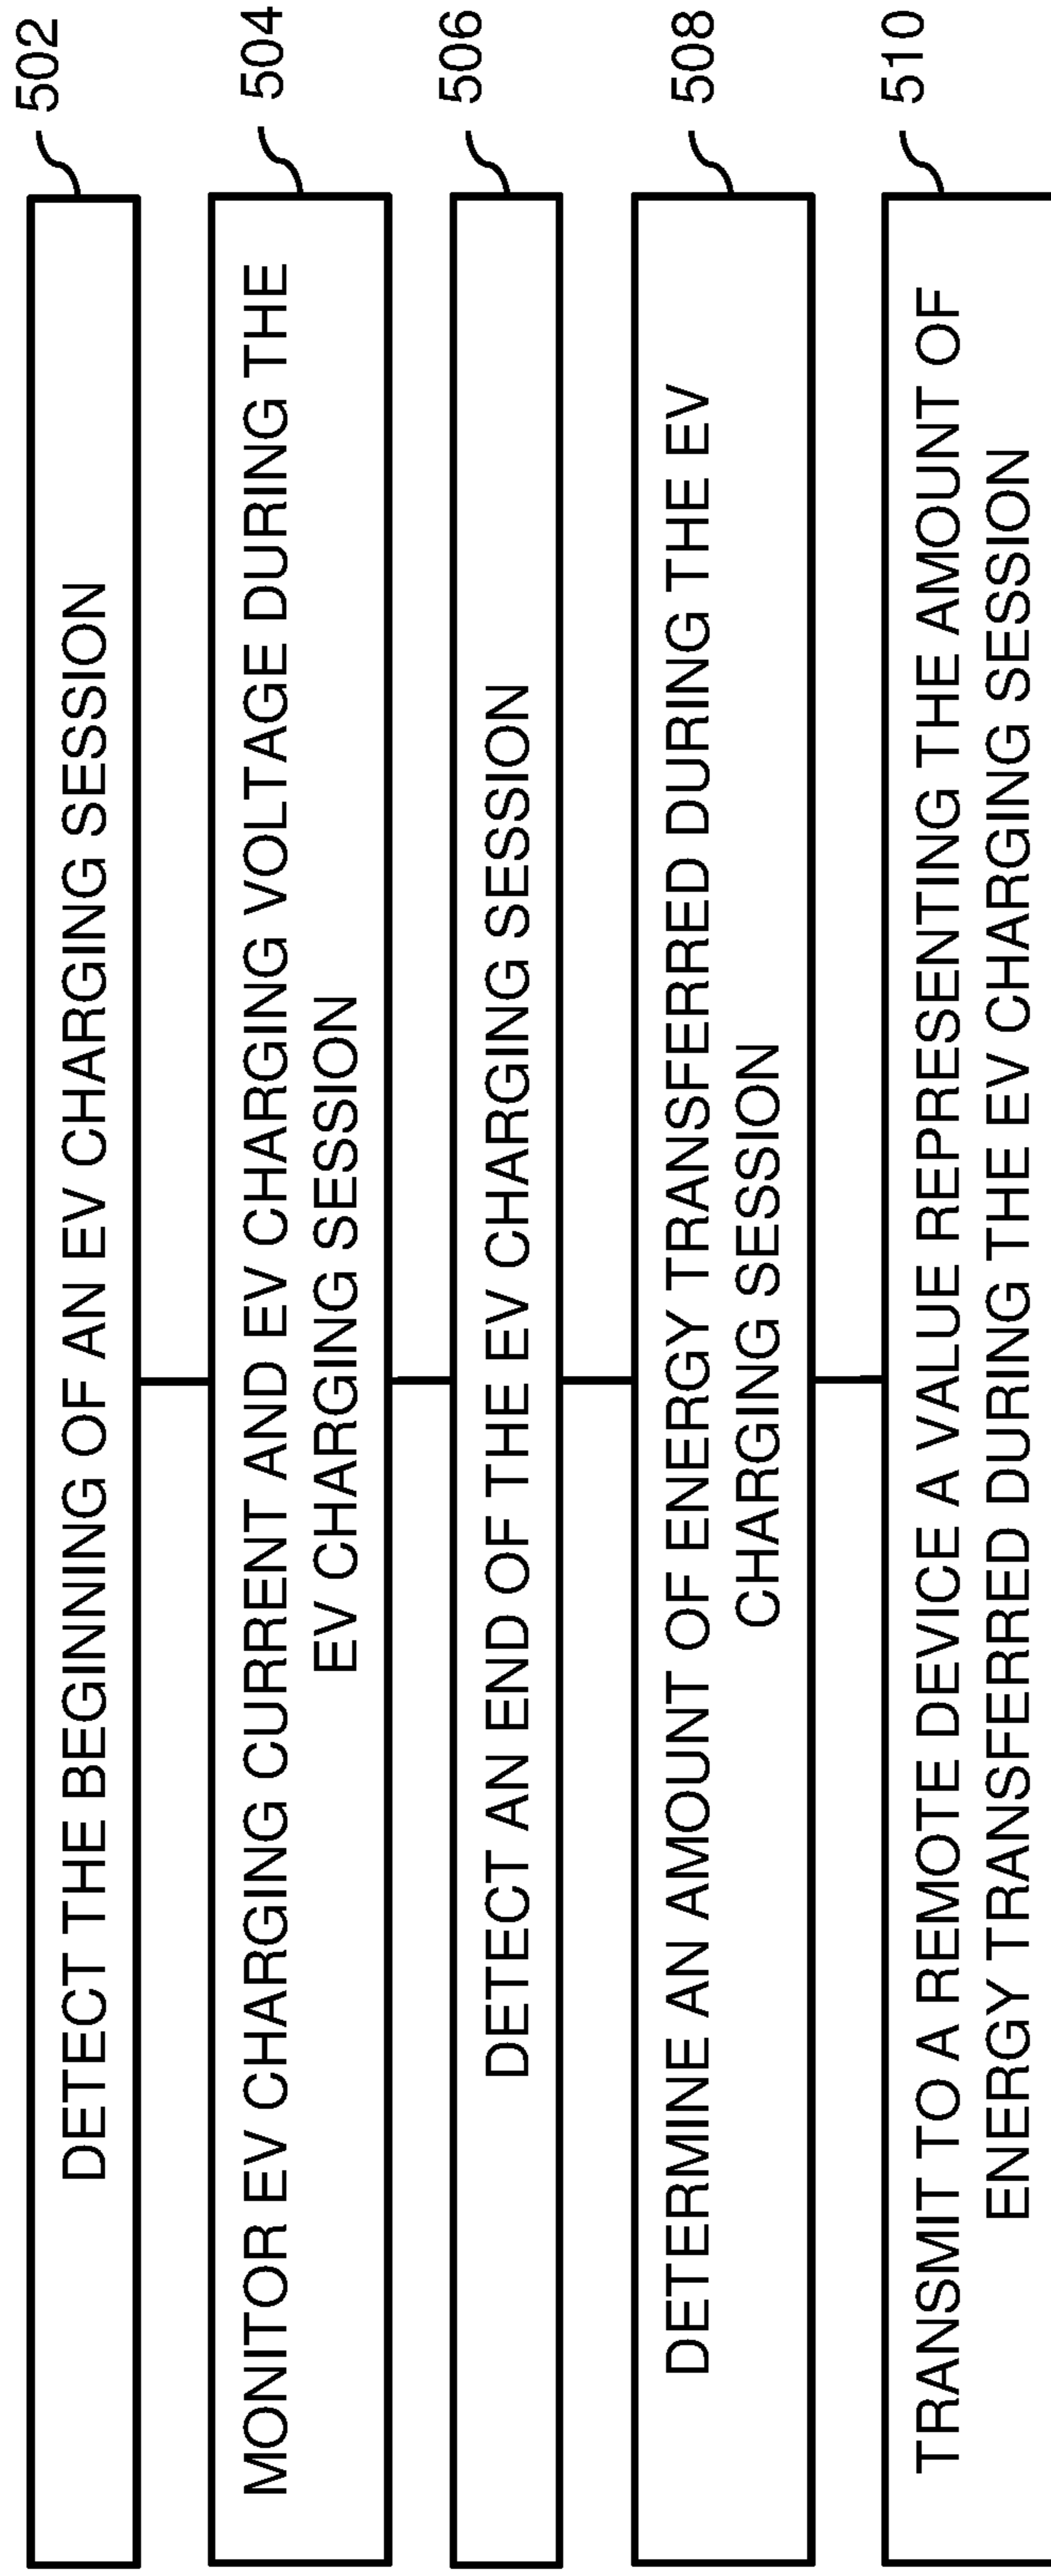 DETECT THE BEGINNING OF AN EV CHARGING SESSION
502
MONITOR EV CHARGING CURRENT AND EV CHARGING VOLTAGE DURING THE
EV CHARGING SESSION
504
DETECT AN END OF THE EV CHARGING SESSION
506
DETERMINE AN AMOUNT OF ENERGY TRANSFERRED DURING THE EV
CHARGING SESSION
508
TRANSMIT TO A REMOTE DEVICE A VALUE REPRESENTING THE AMOUNT OF
ENERGY TRANSFERRED DURING THE EV CHARGING SESSION
510